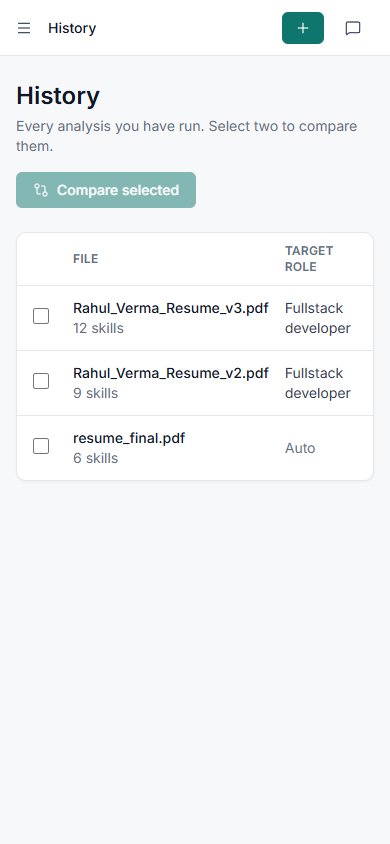 History
History
Every analysis you have run. Select two to compare
them.
Compare selected
FILE
TARGET
ROLE
Rahul_Verma_Resume_v3.pdf
12 skills
Fullstack
developer
Rahul_Verma_Resume_v2.pdf
9 skills
Fullstack
developer
resume_final.pdf
6 skills
Auto